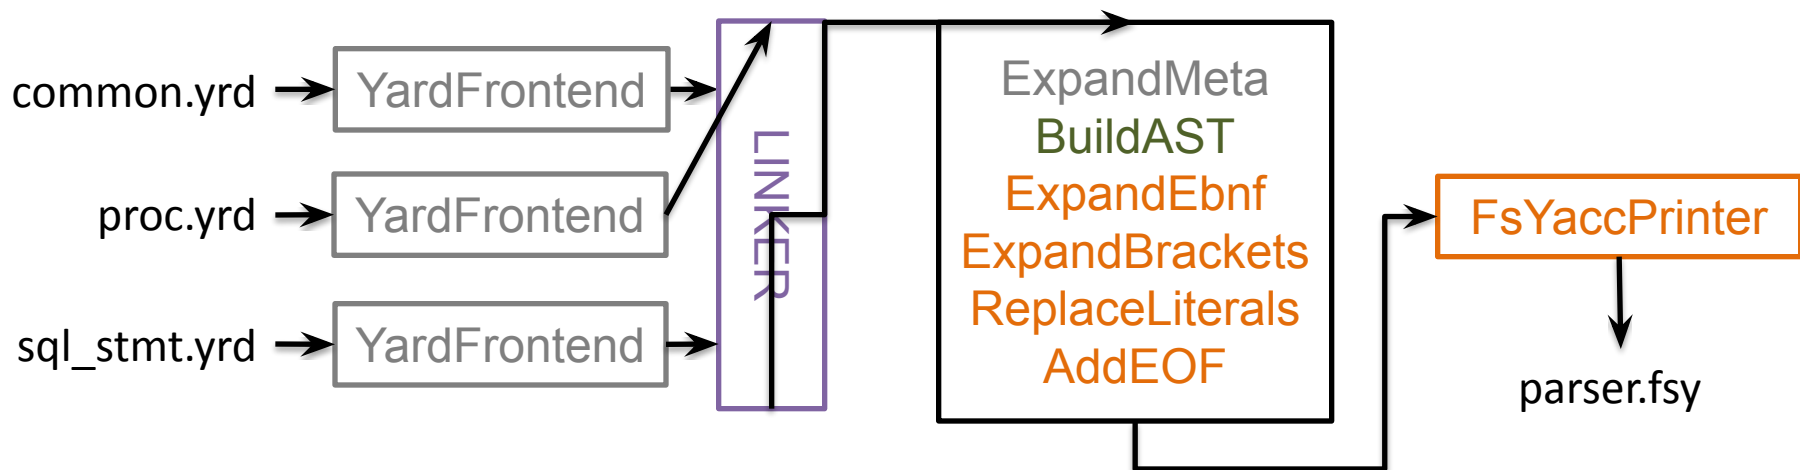 common.yrd
YardFrontend
proc.yrd
YardFrontend
sql_stmt.yrd
YardFrontend
LINKER
ExpandMeta
BuildAST
ExpandEbnf
ExpandBrackets
ReplaceLiterals
AddEOF
FsYaccPrinter
parser.fsy